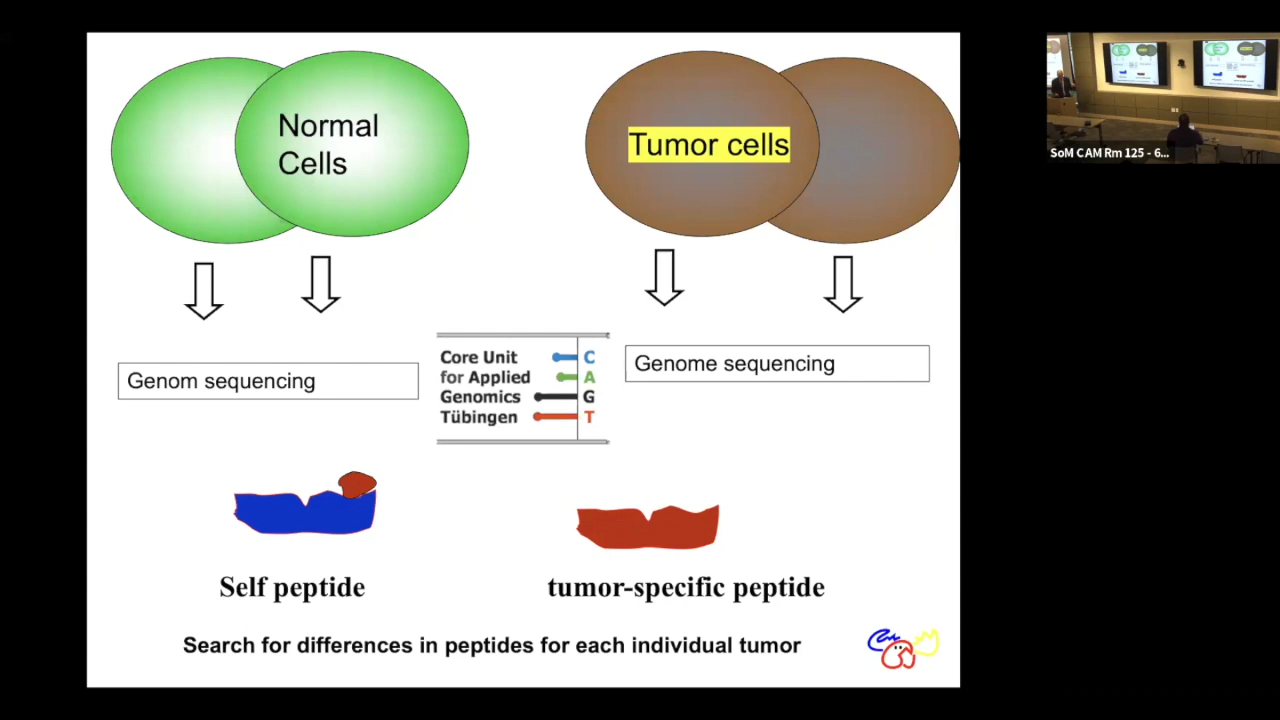 Normal
Cells
Tumor cells
SoM CAM Rm 125 - 6...
Core Unit
for Applied
Genomics
Tübingen
C
A
G
T
Genom sequencing
Genome sequencing
Self peptide
tumor-specific peptide
Search for differences in peptides for each individual tumor